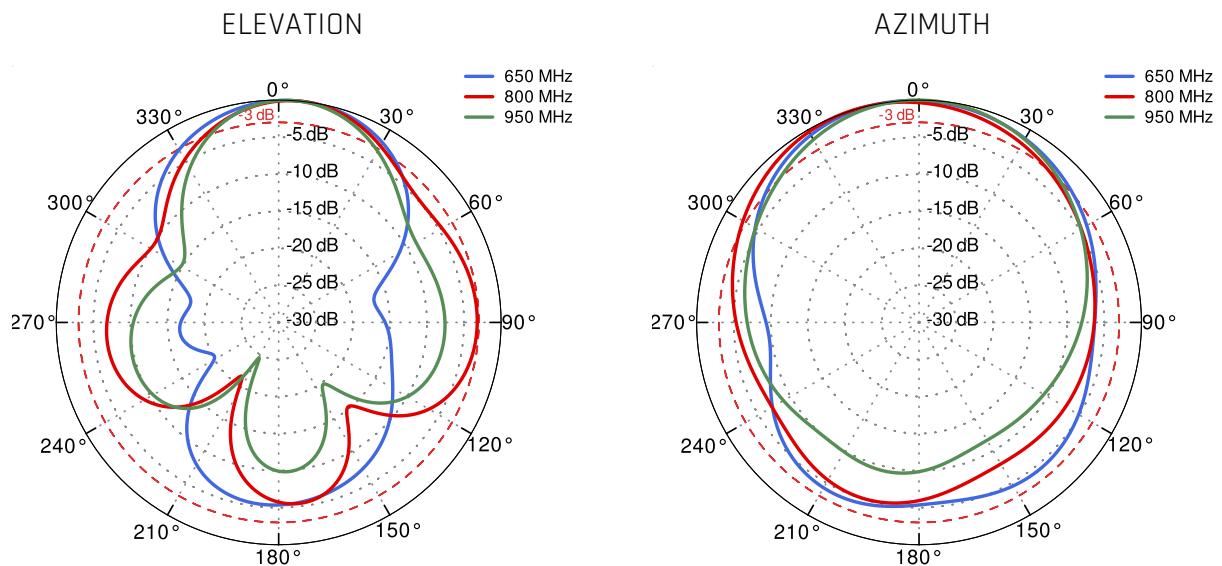 ELEVATION
650 MHz
800 MHz
950 MHz
0°
30°
60°
90°
120°
150°
180°
210°
240°
270°
300°
330°
-3 dB
-5 dB
-10 dB
-15 dB
-20 dB
-25 dB
-30 dB
AZIMUTH
650 MHz
800 MHz
950 MHz
0°
30°
60°
90°
120°
150°
180°
210°
240°
270°
300°
330°
-3 dB
-5 dB
-10 dB
-15 dB
-20 dB
-25 dB
-30 dB